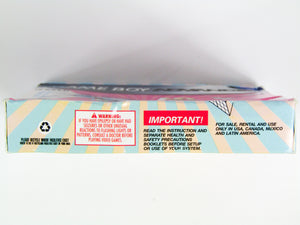 GAME BOY
⚠ WARNING:
IF YOU HAVE EPILEPSY OR HAVE HAD
SEIZURES OR OTHER UNUSUAL
REACTIONS TO FLASHING LIGHTS OR
PATTERNS, CONSULT A DOCTOR BEFORE
PLAYING VIDEO GAMES.
IMPORTANT!
READ THE INSTRUCTION AND
SEPARATE HEALTH AND
SAFETY PRECAUTIONS
BOOKLETS BEFORE SETUP
OR USE OF YOUR SYSTEM.
FOR SALE, RENTAL AND USE
ONLY IN USA, CANADA, MEXICO
AND LATIN AMERICA.